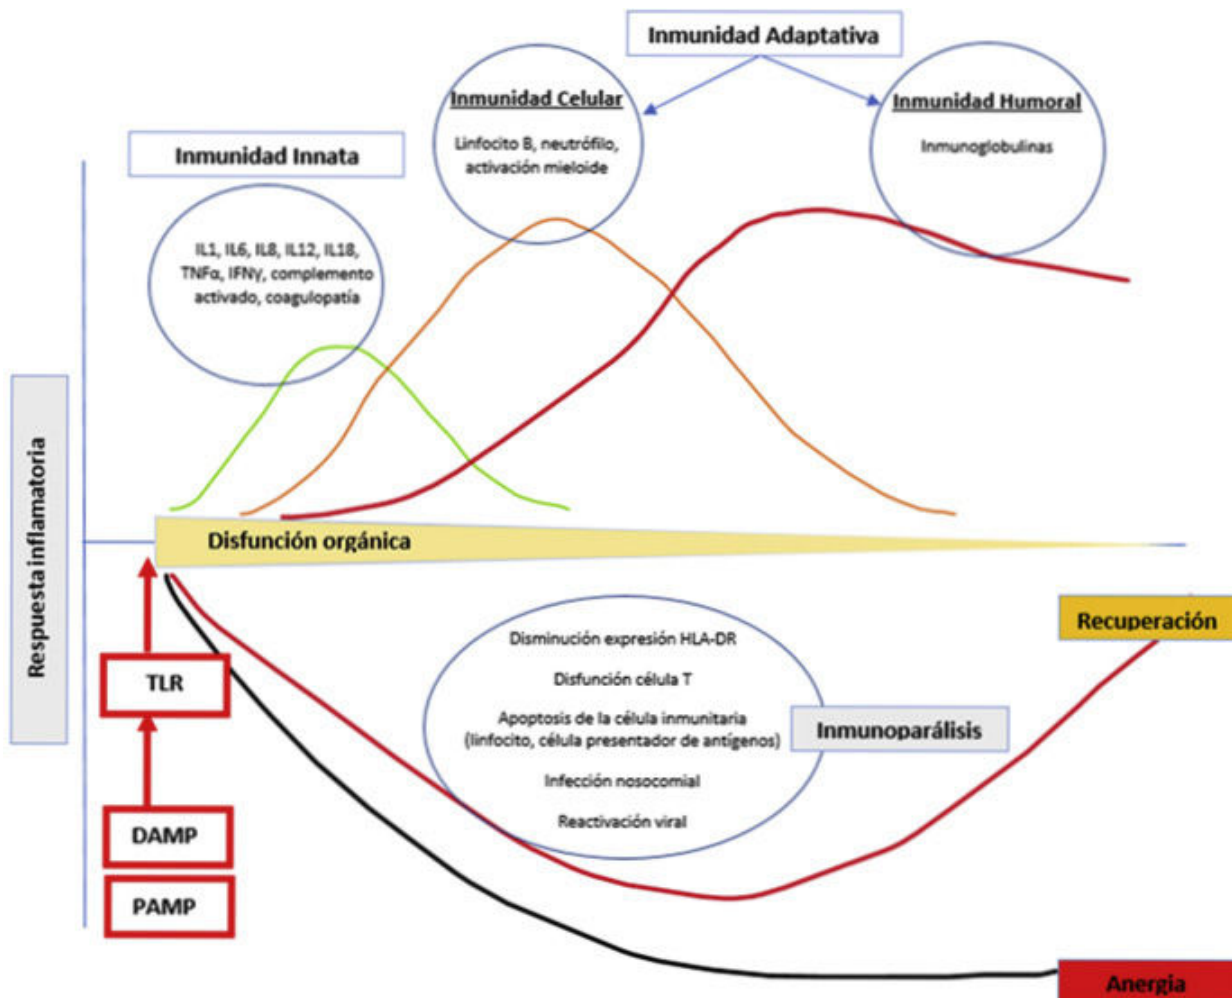 Inmunidad Adaptativa
Inmunidad Celular
Linfocito B, neutrófilo,
activación mieloide
Inmunidad Humoral
Inmunoglobulinas
Inmunidad Innata
IL1, IL6, IL8, IL12, IL18,
TNFα, IFNγ, complemento
activado, coagulopatía
Respuesta inflamatoria
Disfunción orgánica
TLR
DAMP
PAMP
Disminución expresión HLA-DR
Disfunción célula T
Apoptosis de la célula inmunitaria
(linfocito, célula presentador de antígenos)
Infección nosocomial
Reactivación viral
Inmunoparálisis
Recuperación
Anergia